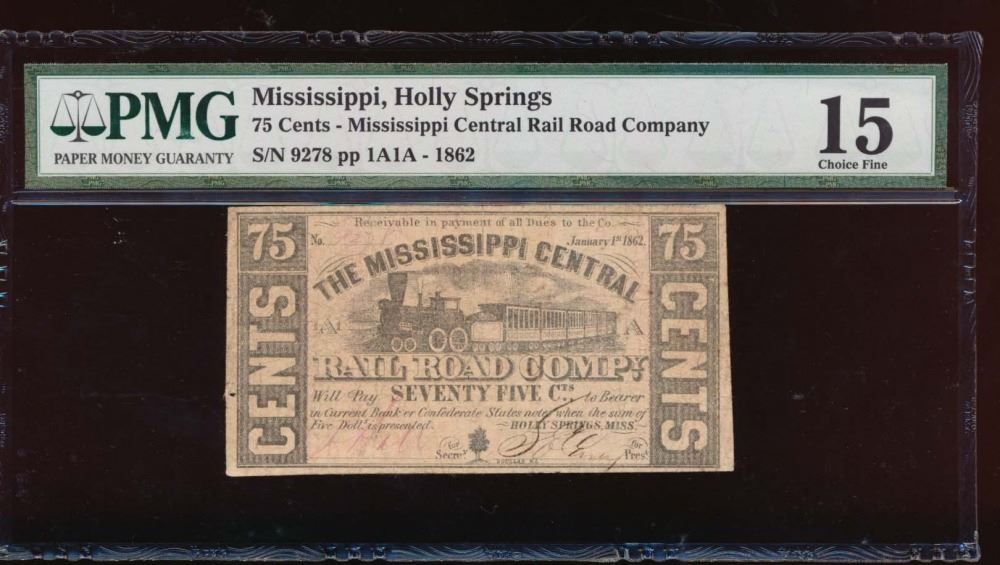 PMG
PAPER MONEY GUARANTY
Mississippi, Holly Springs
75 Cents - Mississippi Central Rail Road Company
S/N 9278 pp 1A1A - 1862
15
Choice Fine
Receivable in payment of all Dues to the Co.
75
No.
January 1st 1862.
75
THE MISSISSIPPI CENTRAL
A
RAIL ROAD COMPY.
CENTS
CENTS
Will Pay SEVENTY FIVE CTS. to Bearer
in Current Bank or Confederate States notes when the sum of
Five Dolls. is presented. HOLLY SPRINGS, MISS.
for Secrey.
for Prest.